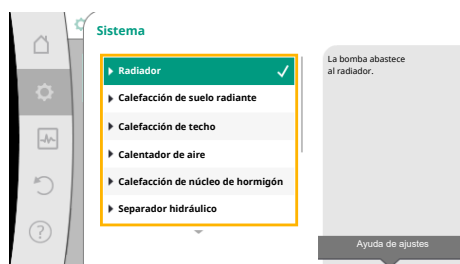 Sistema
Radiador
Calefacción de suelo radiante
Calefacción de techo
Calentador de aire
Calefacción de núcleo de hormigón
Separador hidráulico
La bomba abastece
al radiador.
Ayuda de ajustes